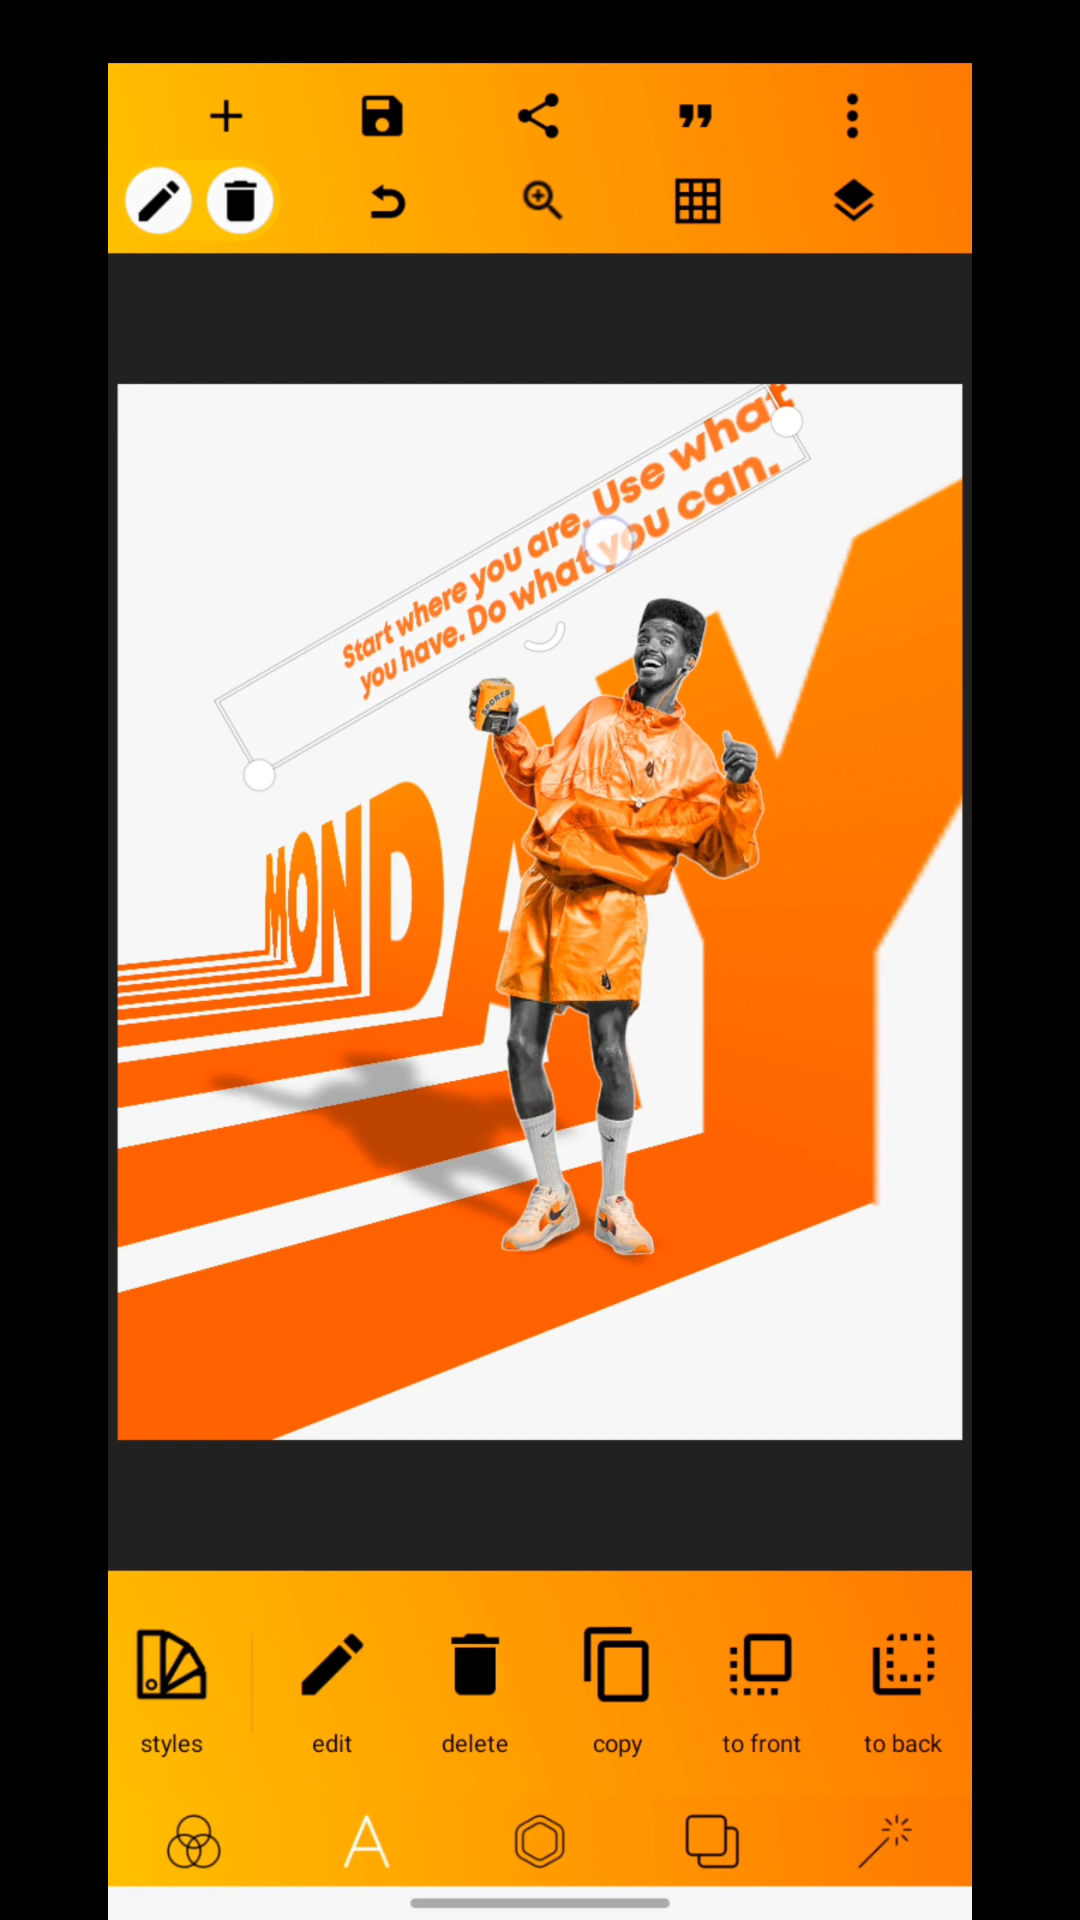 Start where you are. Use what
you have. Do what you can.
SPORTS
MONDAY
styles
edit
delete
copy
to front
to back